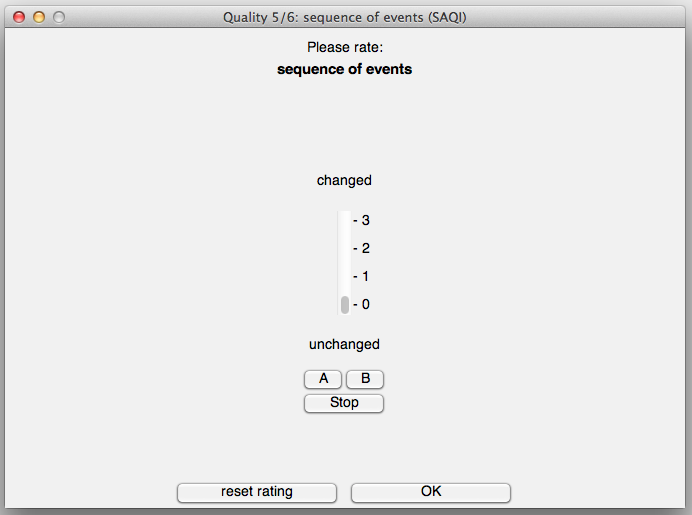 Quality 5/6: sequence of events (SAQI)
Please rate:
sequence of events
changed
- 3
- 2
- 1
- 0
unchanged
A B
Stop
reset rating OK